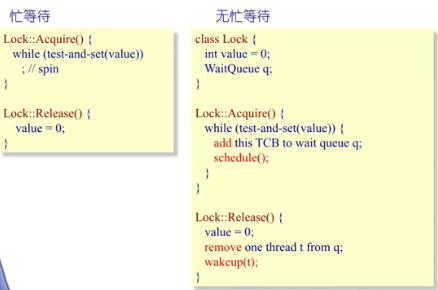 忙等待
Lock::Acquire() {
while (test-and-set(value))
; // spin
}
Lock::Release() {
value = 0;
}
无忙等待
class Lock {
int value = 0;
WaitQueue q;
}
Lock::Acquire() {
while (test-and-set(value)) {
add this TCB to wait queue q;
schedule();
}
}
Lock::Release() {
value = 0;
remove one thread t from q;
wakeup(t);
}